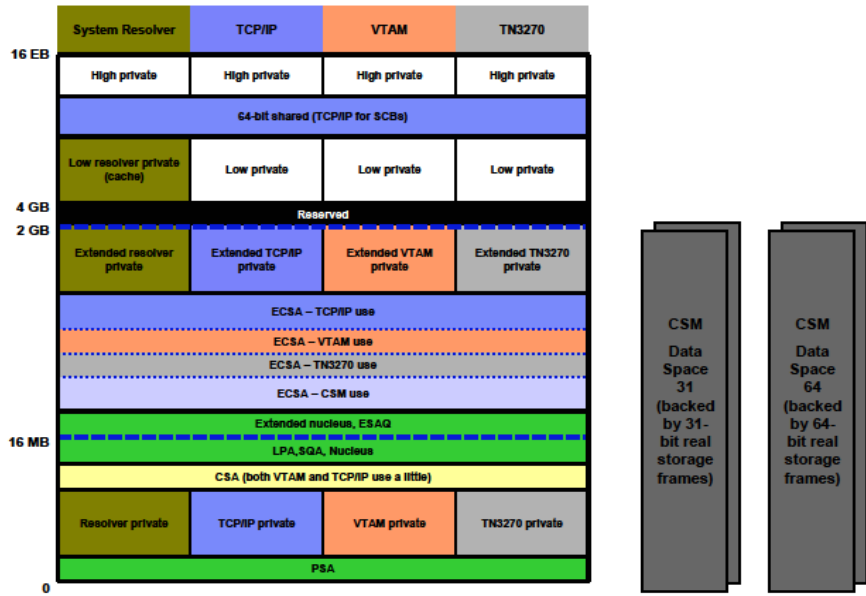 System Resolver
TCP/IP
VTAM
TN3270
16 EB
High private
High private
High private
High private
64-bit shared (TCP/IP for SCBs)
Low resolver private
(cache)
Low private
Low private
Low private
4 GB
Reserved
2 GB
Extended resolver
private
Extended TCP/IP
private
Extended VTAM
private
Extended TN3270
private
ECSA – TCP/IP use
ECSA – VTAM use
ECSA – TN3270 use
ECSA – CSM use
Extended nucleus, ESAQ
16 MB
LPA,SQA, Nucleus
CSA (both VTAM and TCP/IP use a little)
Resolver private
TCP/IP private
VTAM private
TN3270 private
PSA
0
CSM
Data
Space
31
(backed
by 31-
bit real
storage
frames)
CSM
Data
Space
64
(backed
by 64-
bit real
storage
frames)